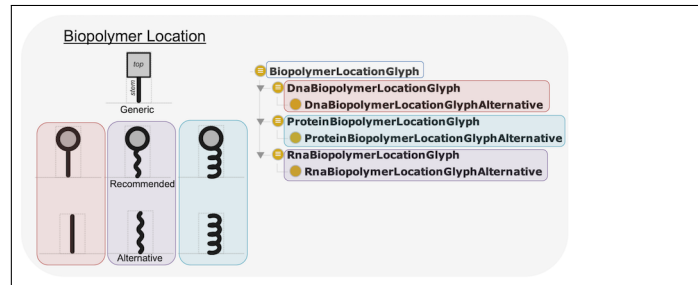 Biopolymer Location
top
stem
Generic
Recommended
Alternative
BiopolymerLocationGlyph
DnaBiopolymerLocationGlyph
DnaBiopolymerLocationGlyphAlternative
ProteinBiopolymerLocationGlyph
ProteinBiopolymerLocationGlyphAlternative
RnaBiopolymerLocationGlyph
RnaBiopolymerLocationGlyphAlternative